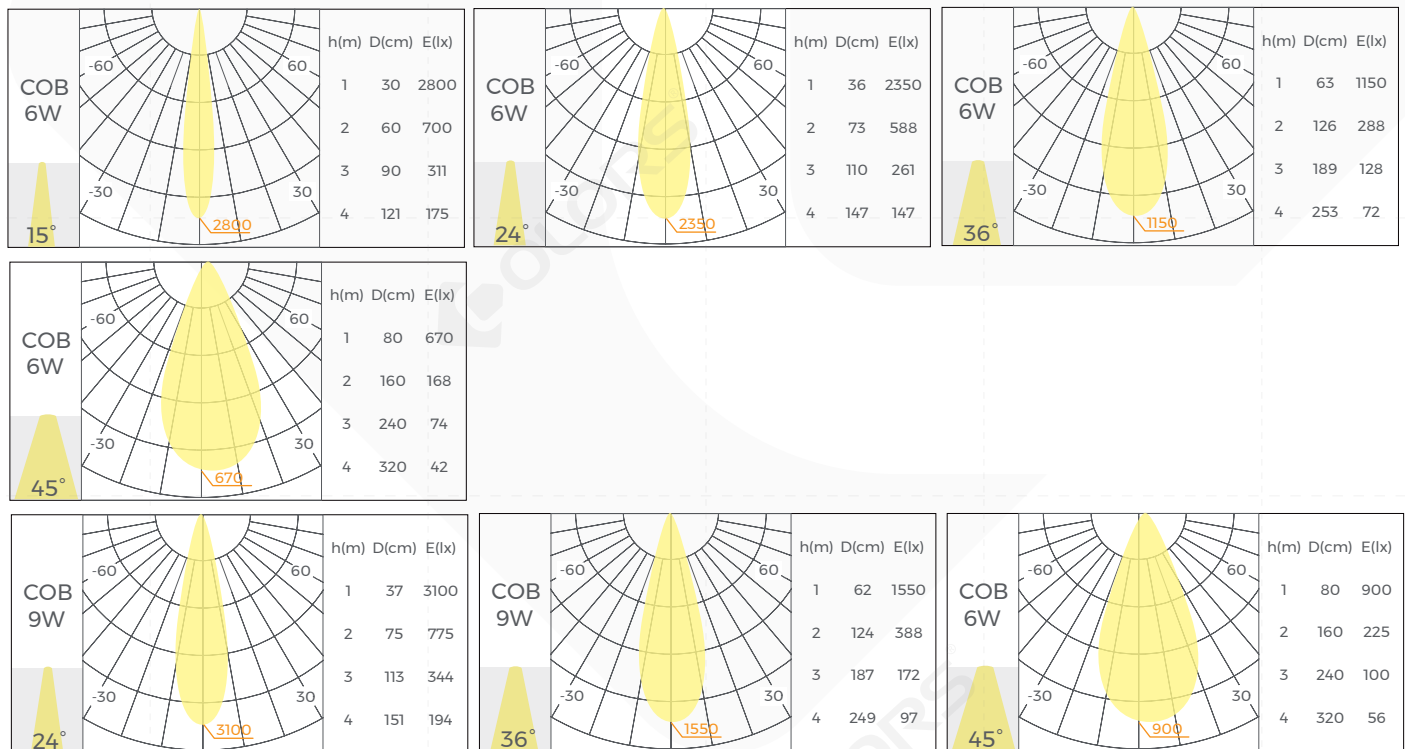 COB
6W
15°
-60
60
-30
30
2800
h(m) D(cm) E(lx)
1 30 2800
2 60 700
3 90 311
4 121 175
COB
6W
24°
-60
60
-30
30
2350
h(m) D(cm) E(lx)
1 36 2350
2 73 588
3 110 261
4 147 147
COB
6W
36°
-60
60
-30
30
1150
h(m) D(cm) E(lx)
1 63 1150
2 126 288
3 189 128
4 253 72
COB
6W
45°
-60
60
-30
30
670
h(m) D(cm) E(lx)
1 80 670
2 160 168
3 240 74
4 320 42
COB
9W
24°
-60
60
-30
30
3100
h(m) D(cm) E(lx)
1 37 3100
2 75 775
3 113 344
4 151 194
COB
9W
36°
-60
60
-30
30
1550
h(m) D(cm) E(lx)
1 62 1550
2 124 388
3 187 172
4 249 97
COB
6W
45°
-60
60
-30
30
900
h(m) D(cm) E(lx)
1 80 900
2 160 225
3 240 100
4 320 56